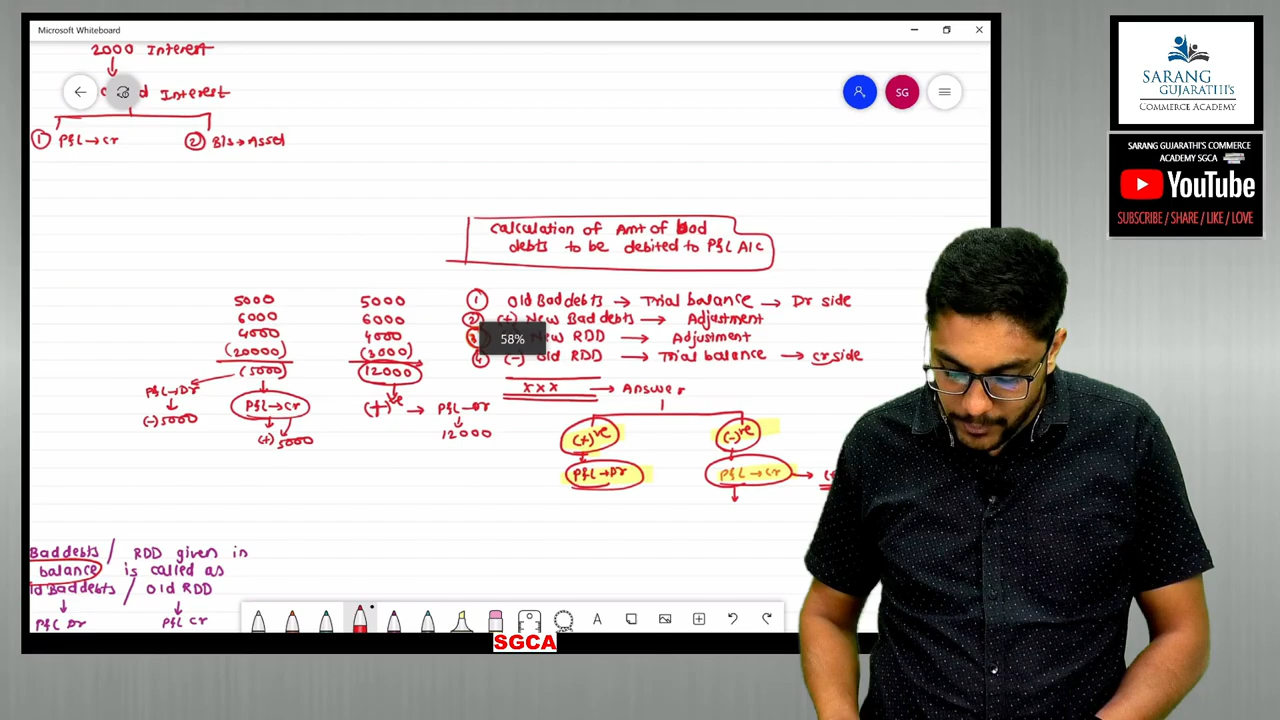 Microsoft Whiteboard
2000 Interest
Interest
① P&L→Cr
② B/s→Asset
SG
Calculation of Amt of Bad
debts to be debited to P&L A/C
5000
6000
4000
(20000)
(5000)
P&L→Dr
(-) 5000
P&L→Cr
(+) 5000
5000
6000
4000
(3000)
12000
(+)ve → P&L→Dr
12000
① Old Bad debts → Trial balance → Dr side
② (+) New Bad debts → Adjustment
③ New RDD → Adjustment
④ (-) Old RDD → Trial balance → Cr side
58%
xxx → Answer
(+)ve
P&L→Dr
(-)ve
P&L→Cr →
Bad debts / RDD given in
balance is called as
ld Bad debts / Old RDD
P&L Dr
P&L Cr
A
SGCA
SARANG
GUJARATHI'S
COMMERCE ACADEMY
SARANG GUJARATHI'S COMMERCE
ACADEMY SGCA
YouTube
SUBSCRIBE / SHARE / LIKE / LOVE